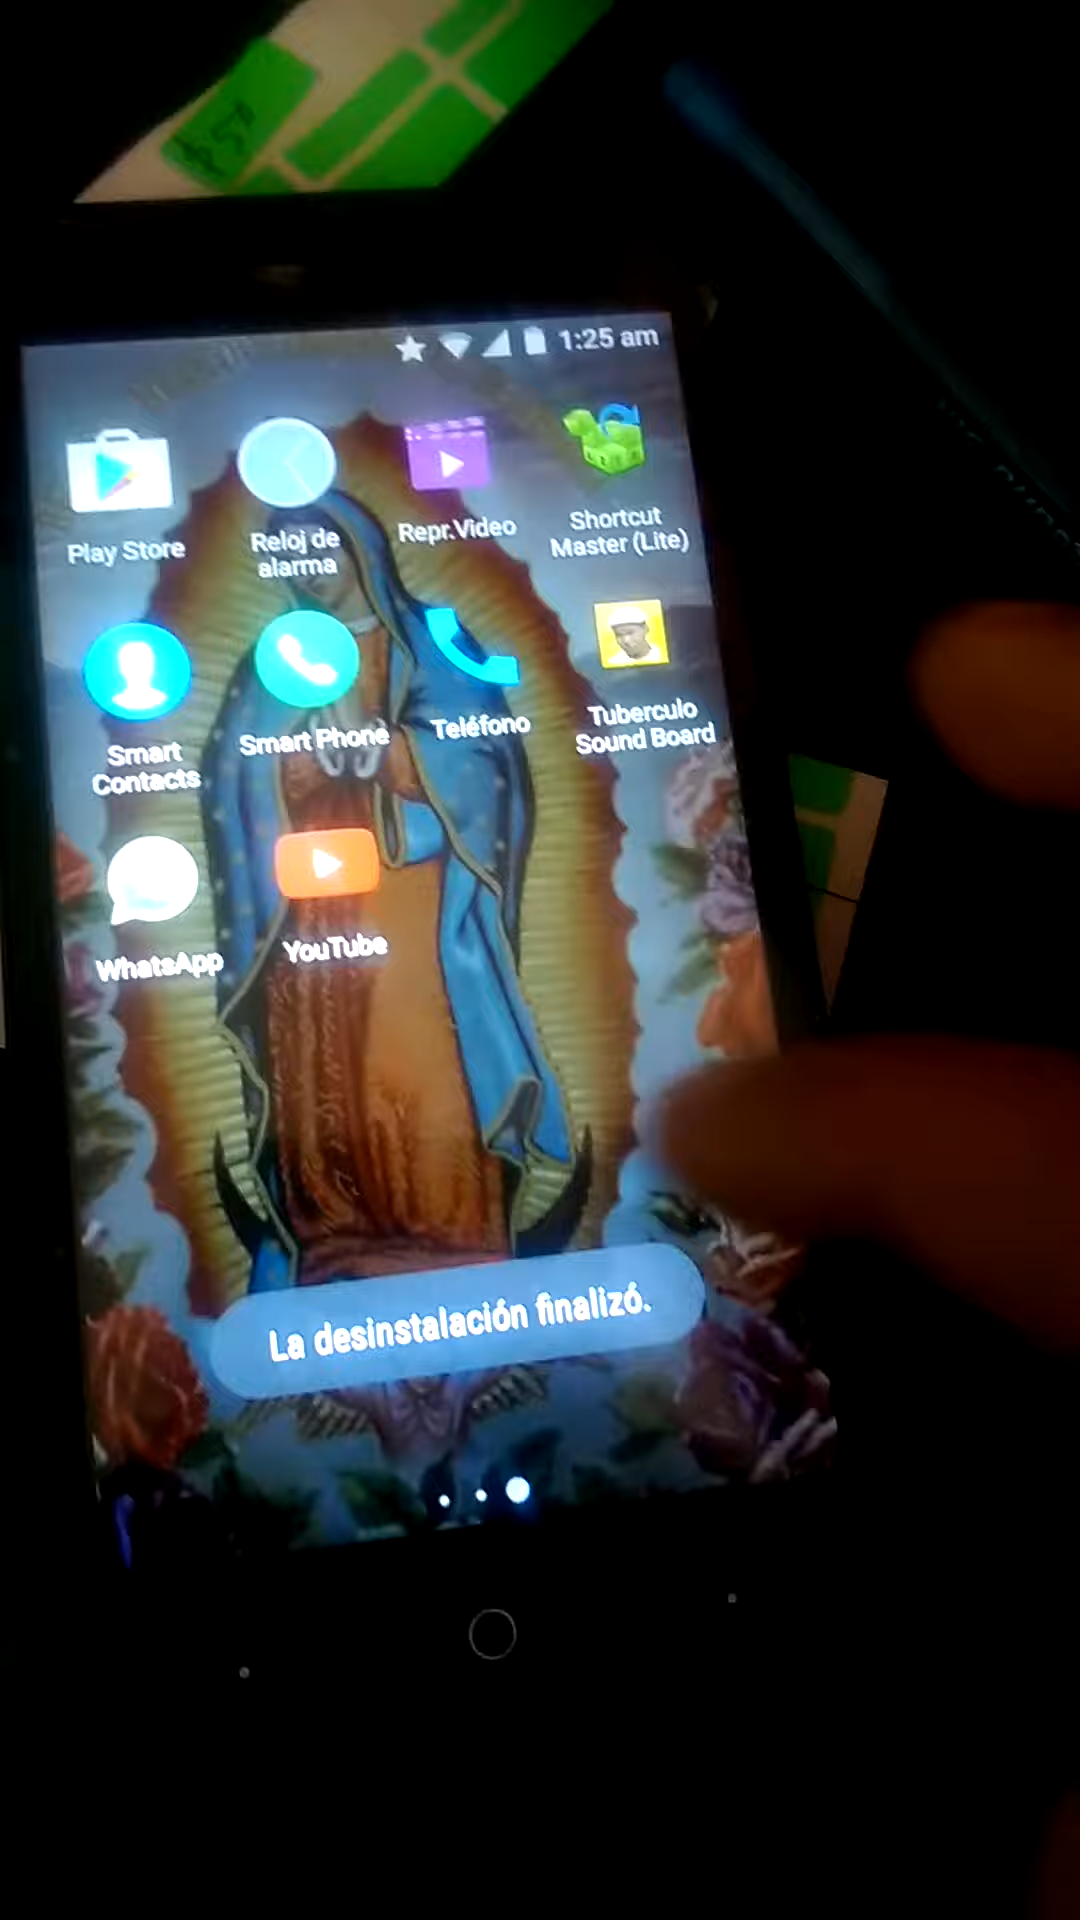 $5°
1:25 am
Play Store
Reloj de
alarma
Repr.Video
Shortcut
Master (Lite)
Smart
Contacts
Smart Phone
Teléfono
Tuberculo
Sound Board
WhatsApp
YouTube
La desinstalación finalizó.